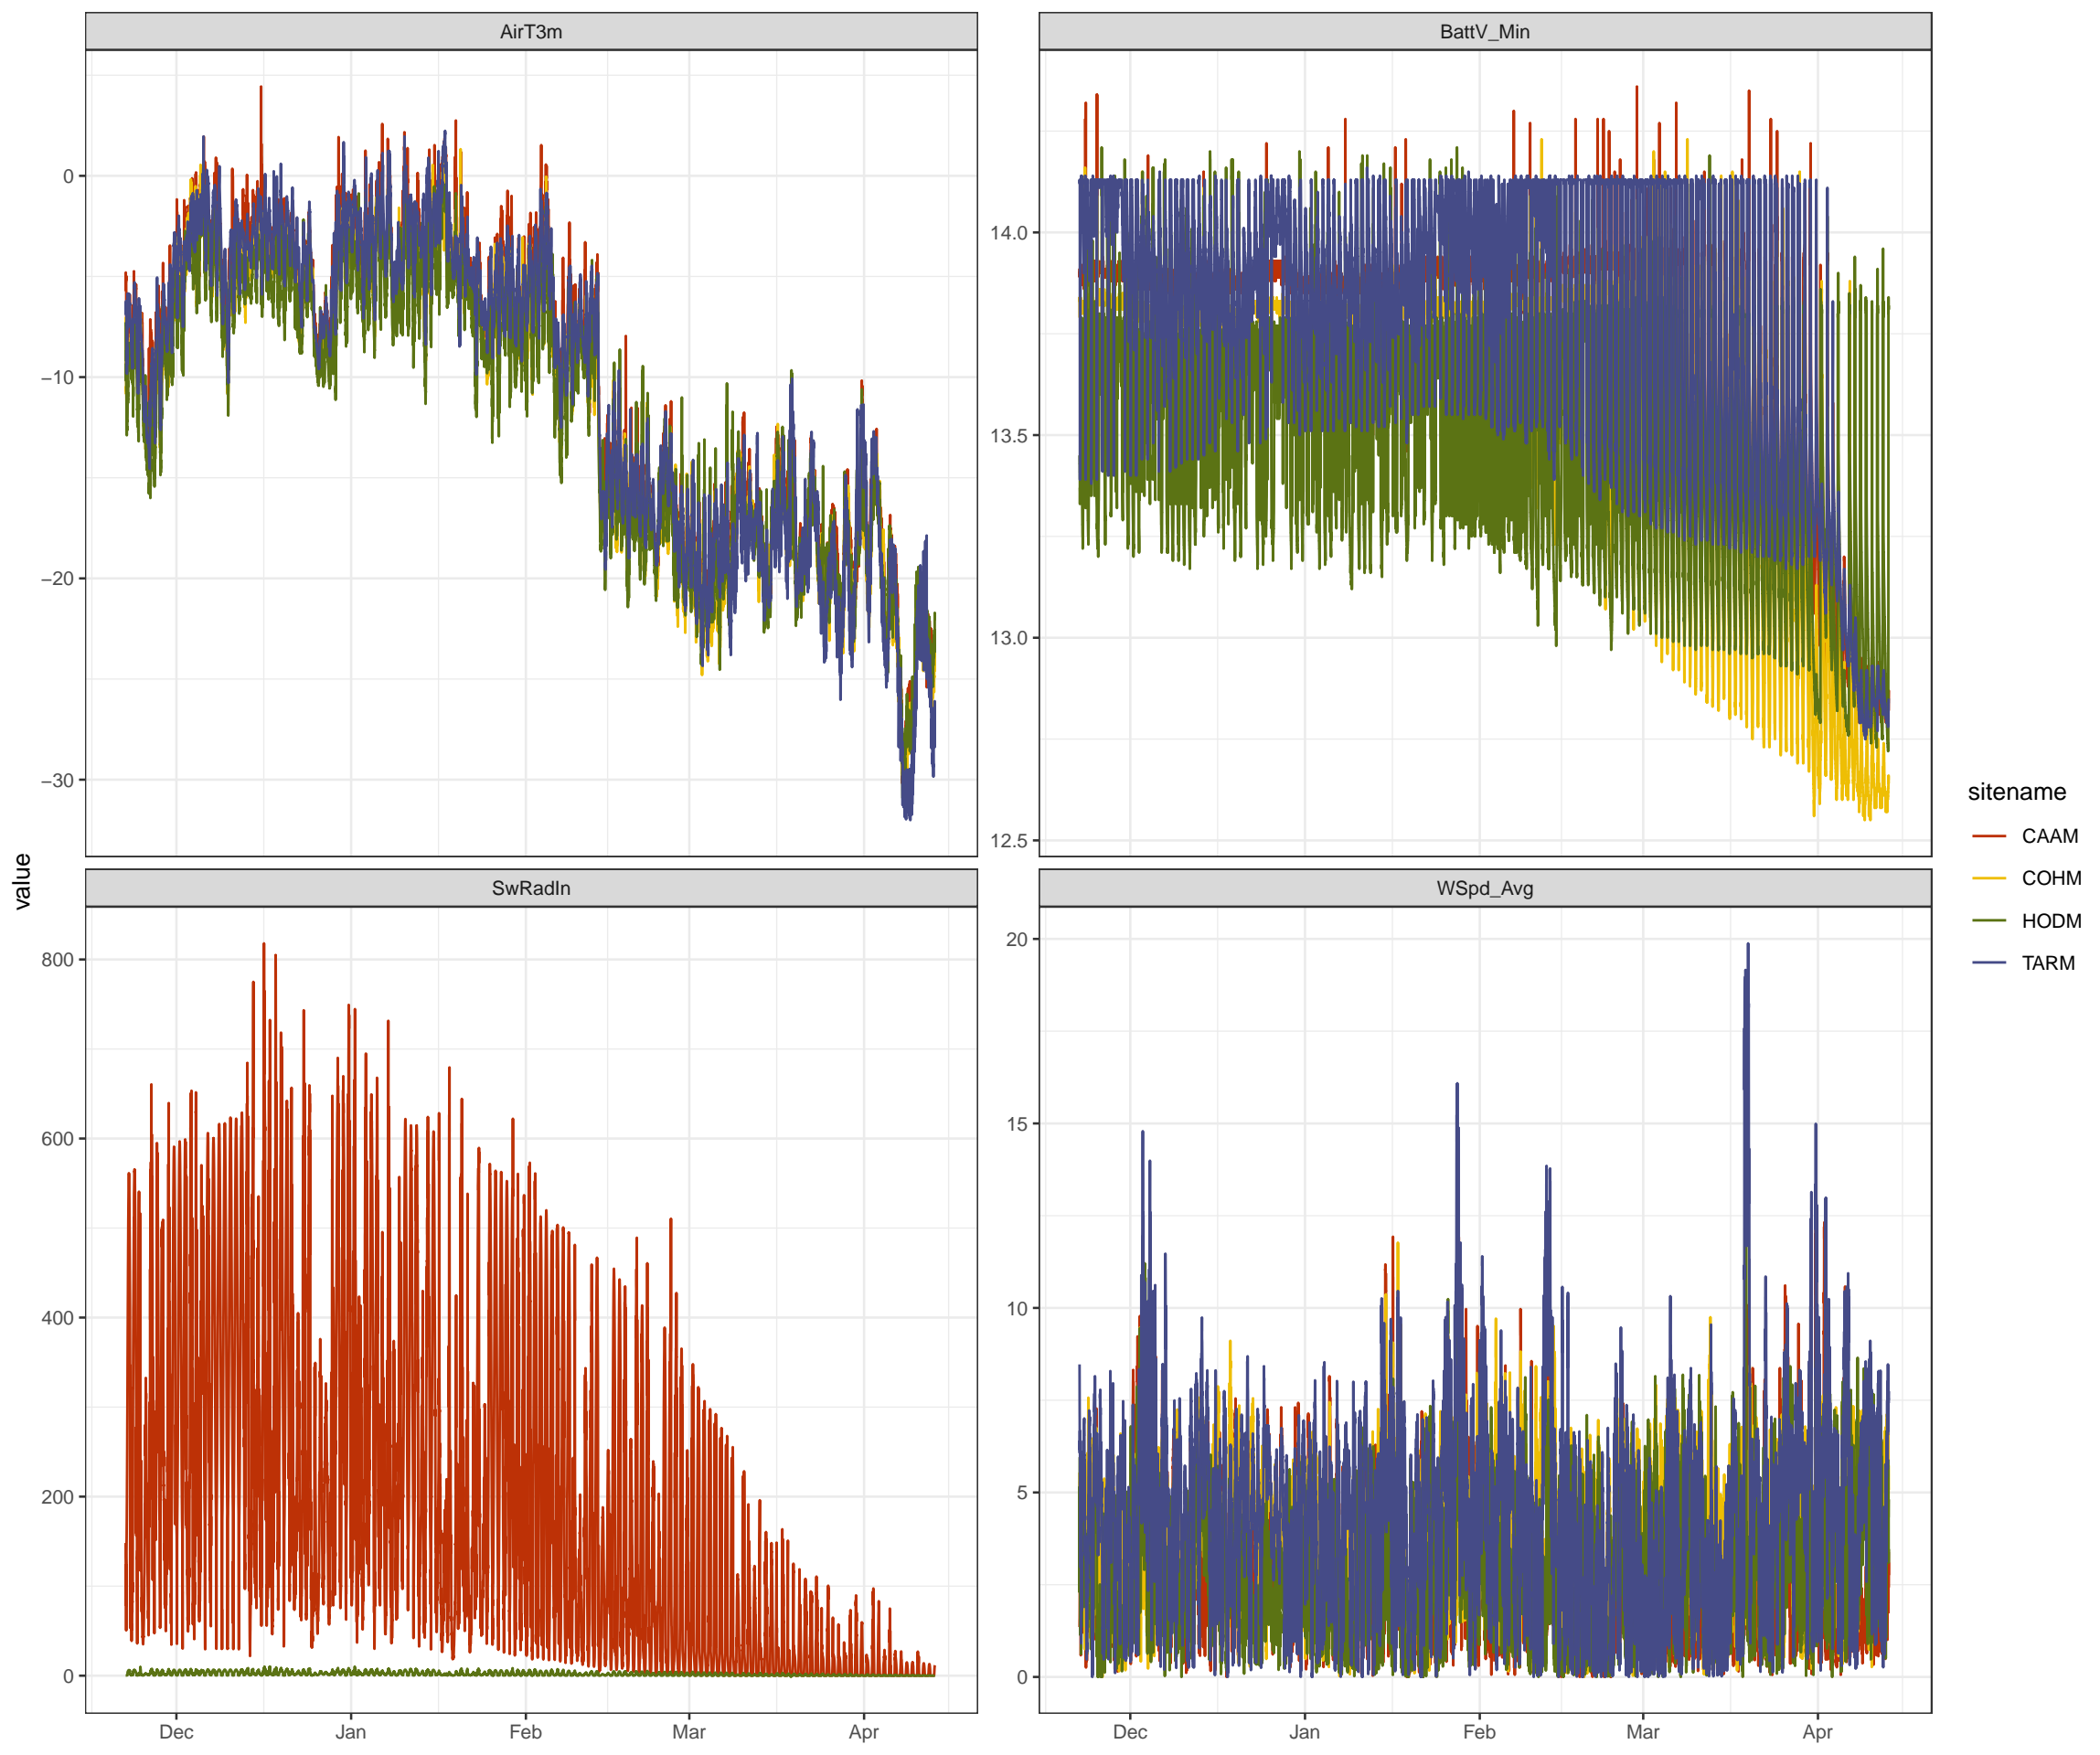 AirT3m
BattV_Min
0
−10
−20
−30
14.0
13.5
13.0
12.5
SwRadIn
WSpd_Avg
800
600
400
200
0
20
15
10
5
0
Dec
Jan
Feb
Mar
Apr
Dec
Jan
Feb
Mar
Apr
value
sitename
CAAM
COHM
HODM
TARM